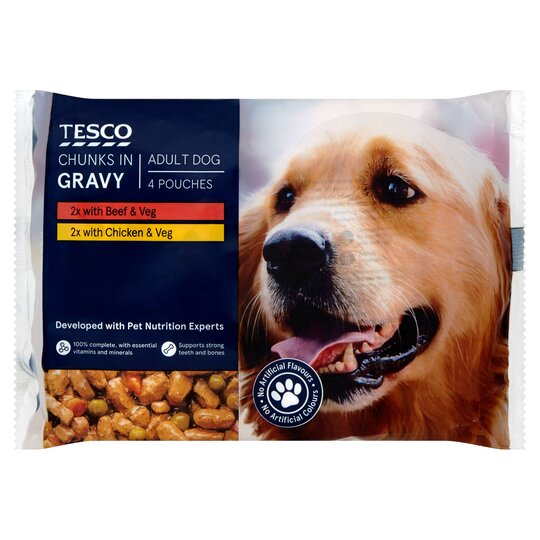 TESCO
CHUNKS IN
GRAVY
ADULT DOG
4 POUCHES
2x with Beef & Veg
2x with Chicken & Veg
Developed with Pet Nutrition Experts
100% complete, with essential
vitamins and minerals
Supports strong
teeth and bones
No Artificial Flavours
No Artificial Colours